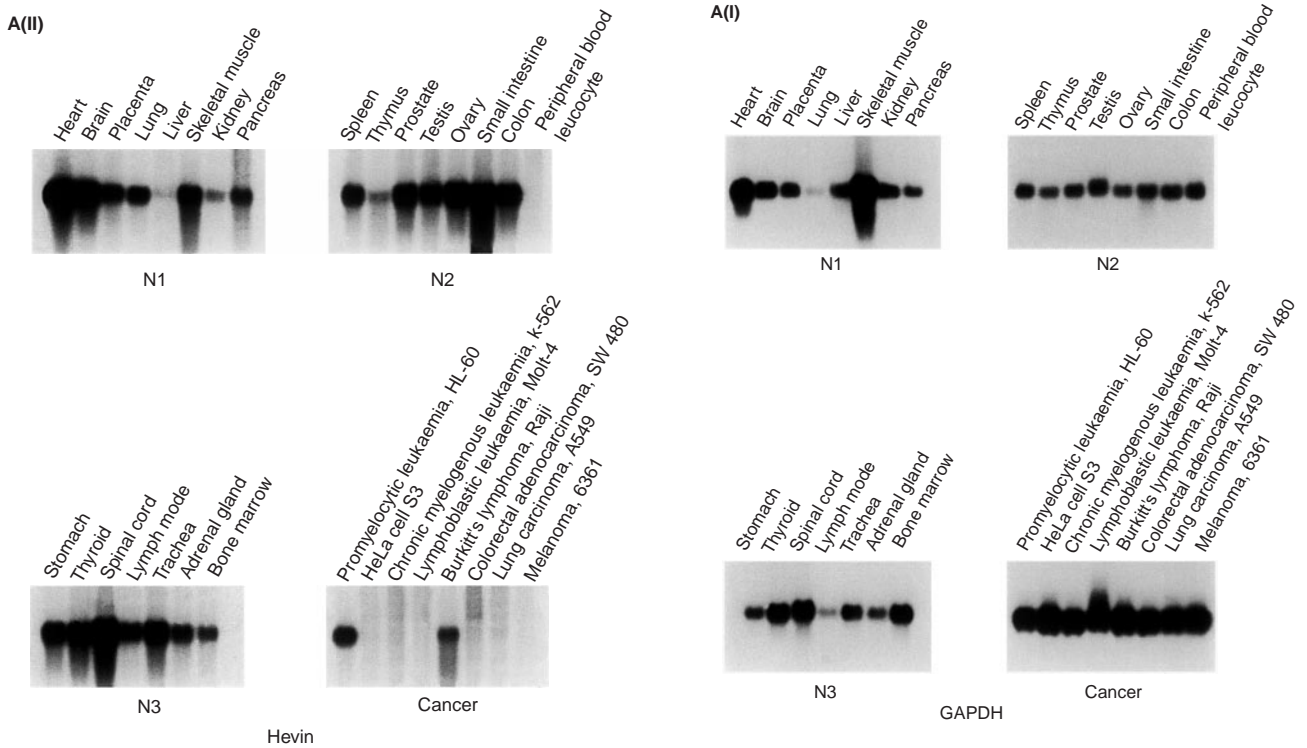 A(II)
Heart
Brain
Placenta
Lung
Liver
Skeletal muscle
Kidney
Pancreas
N1
Spleen
Thymus
Prostate
Testis
Ovary
Small intestine
Colon
Peripheral blood
leucocyte
N2
Stomach
Thyroid
Spinal cord
Lymph mode
Trachea
Adrenal gland
Bone marrow
N3
Promyelocytic leukaemia, HL-60
HeLa cell S3
Chronic myelogenous leukaemia, k-562
Lymphoblastic leukaemia, Molt-4
Burkitt's lymphoma, Raji
Colorectal adenocarcinoma, SW 480
Lung carcinoma, A549
Melanoma, 6361
Cancer
Hevin
A(I)
Heart
Brain
Placenta
Lung
Liver
Skeletal muscle
Kidney
Pancreas
N1
Spleen
Thymus
Prostate
Testis
Ovary
Small intestine
Colon
Peripheral blood
leucocyte
N2
Stomach
Thyroid
Spinal cord
Lymph mode
Trachea
Adrenal gland
Bone marrow
N3
Promyelocytic leukaemia, HL-60
HeLa cell S3
Chronic myelogenous leukaemia, k-562
Lymphoblastic leukaemia, Molt-4
Burkitt's lymphoma, Raji
Colorectal adenocarcinoma, SW 480
Lung carcinoma, A549
Melanoma, 6361
Cancer
GAPDH